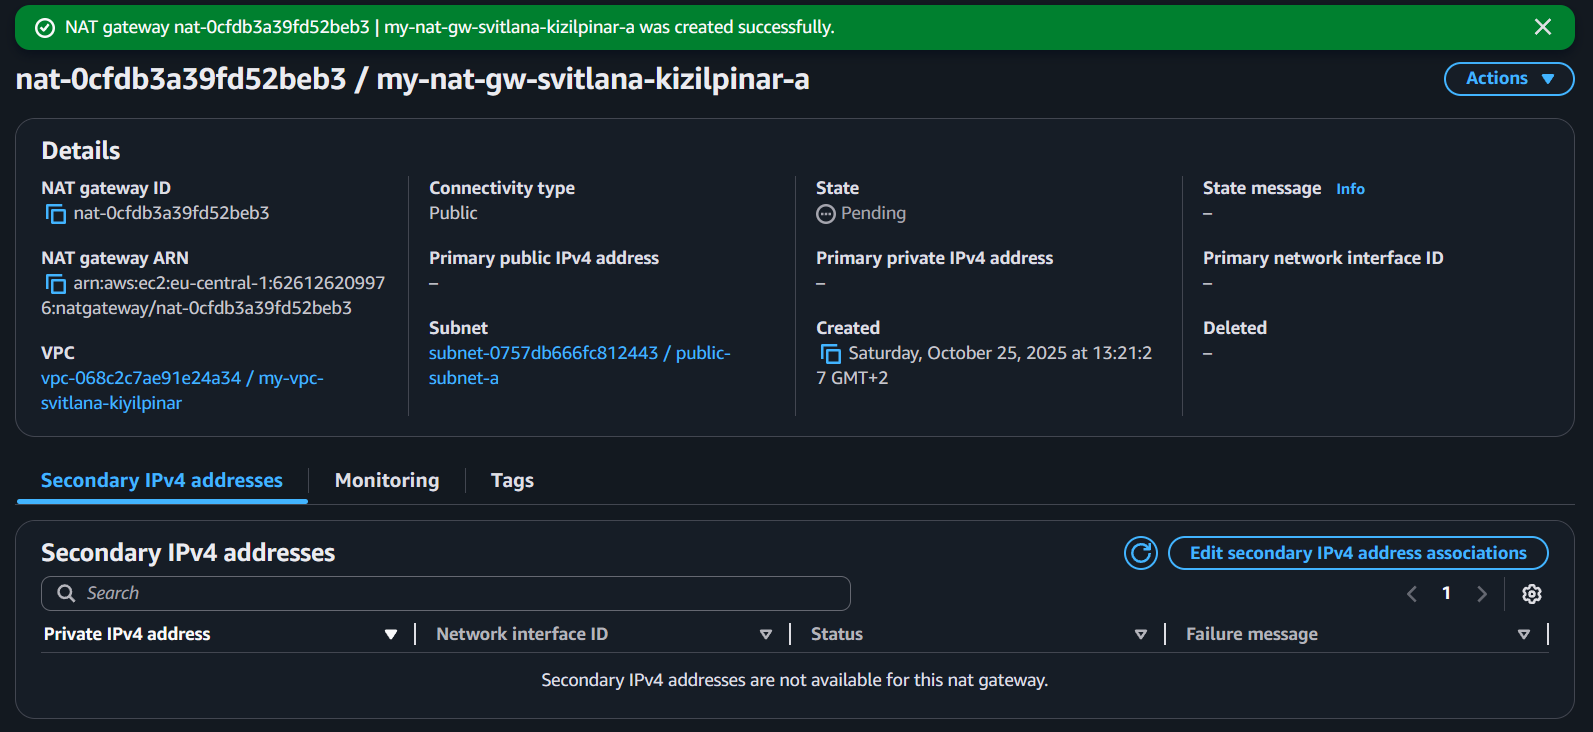 NAT gateway nat-0cfdb3a39fd52beb3 | my-nat-gw-svitlana-kizilpinar-a was created successfully.
nat-0cfdb3a39fd52beb3 / my-nat-gw-svitlana-kizilpinar-a
Actions
Details
NAT gateway ID
nat-0cfdb3a39fd52beb3
Connectivity type
Public
State
Pending
State message Info
–
NAT gateway ARN
arn:aws:ec2:eu-central-1:62612620997
6:natgateway/nat-0cfdb3a39fd52beb3
Primary public IPv4 address
–
Primary private IPv4 address
–
Primary network interface ID
–
VPC
vpc-068c2c7ae91e24a34 / my-vpc-
svitlana-kiyilpinar
Subnet
subnet-0757db666fc812443 / public-
subnet-a
Created
Saturday, October 25, 2025 at 13:21:2
7 GMT+2
Deleted
–
Secondary IPv4 addresses
Monitoring
Tags
Secondary IPv4 addresses
Edit secondary IPv4 address associations
Search
1
Private IPv4 address
Network interface ID
Status
Failure message
Secondary IPv4 addresses are not available for this nat gateway.